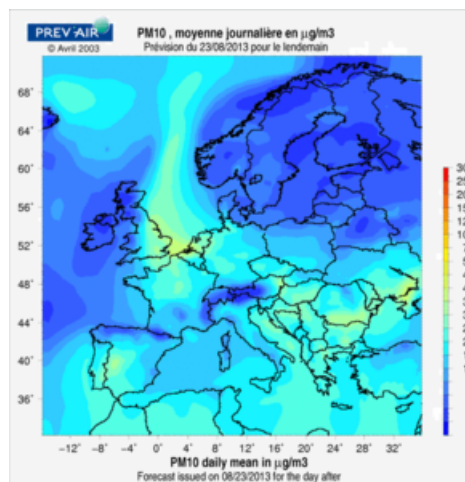 PREV'AIR
© Avril 2003
PM10 , moyenne journalière en µg/m3
Prévision du 23/08/2013 pour le lendemain
68°
64°
60°
56°
52°
48°
44°
40°
36°
−12° −8° −4° 0° 4° 8° 12° 16° 20° 24° 28° 32°
PM10 daily mean in µg/m3
Forecast issued on 08/23/2013 for the day after